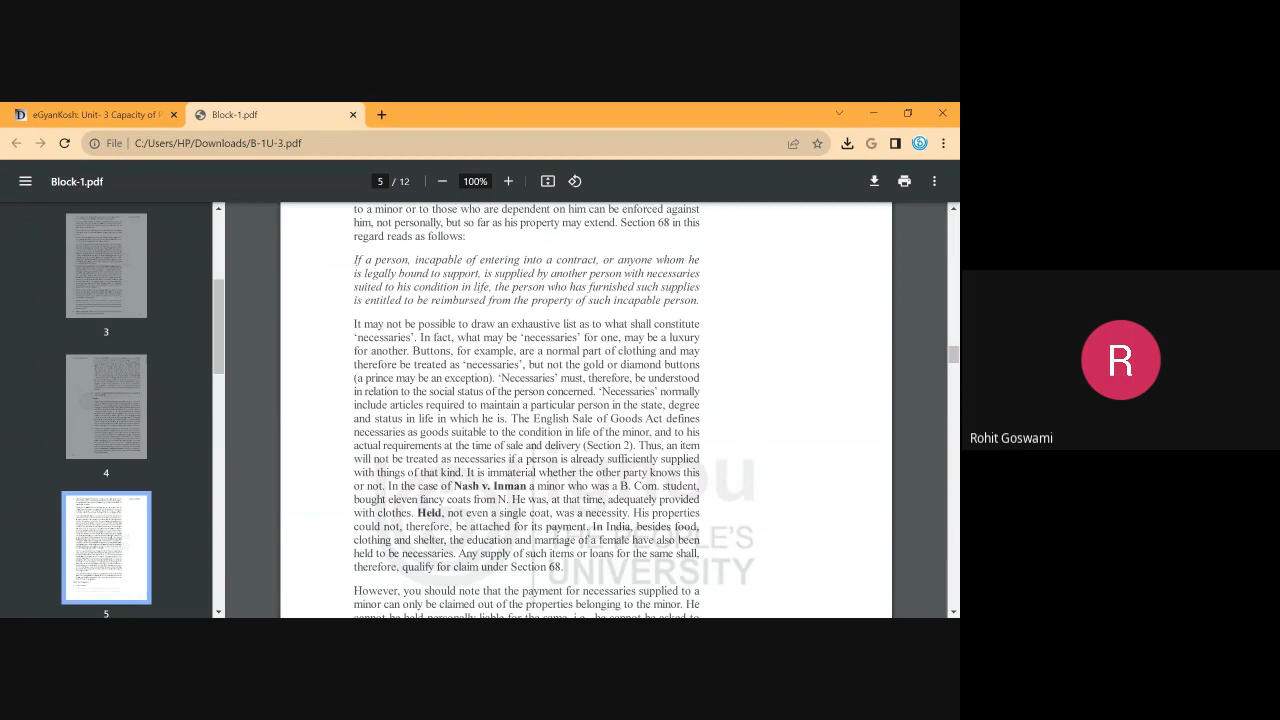 eGyanKosh: Unit- 3 Capacity of P
Block-1.pdf
File
C:/Users/HP/Downloads/B-1U-3.pdf
Block-1.pdf
5 / 12
100%
3
4
5
to a minor or to those who are dependent on him can be enforced against
him, not personally, but so far as his property may extend. Section 68 in this
regard reads as follows:
If a person, incapable of entering into a contract, or anyone whom he
is legally bound to support, is supplied by another person with necessaries
suited to his condition in life, the person who has furnished such supplies
is entitled to be reimbursed from the property of such incapable person.
It may not be possible to draw an exhaustive list as to what shall constitute
‘necessaries’. In fact, what may be ‘necessaries’ for one, may be a luxury
for another. Buttons, for example, are a normal part of clothing and may
therefore be treated as ‘necessaries’, but not the gold or diamond buttons
(a prince may be an exception). ‘Necessaries’ must, therefore, be understood
in relation to the social status of the person concerned. ‘Necessaries’ normally
include articles required to maintain a particular person in the state, degree
and status in life in which he is. The English Sale of Goods Act defines
necessaries as goods suitable to the condition in life of the minor, and to his
actual requirements at the time of sale and delivery (Section 2). Thus, an item
will not be treated as necessaries if a person is already sufficiently supplied
with things of that kind. It is immaterial whether the other party knows this
or not. In the case of Nash v. Inman a minor who was a B. Com. student,
bought eleven fancy coats from N. He was, at that time, adequately provided
with clothes. Held, not even a single coat, was a necessity. His properties
could not, therefore, be attached for its payment. In India, besides food,
clothing and shelter, the education and marriage of a female have also been
held to be necessaries. Any supply of such items or loans for the same shall,
therefore, qualify for claim under Section 68.
However, you should note that the payment for necessaries supplied to a
minor can only be claimed out of the properties belonging to the minor. He
cannot be held personally liable for the same, i.e., he cannot be asked to
PEOPLE'S
UNIVERSITY
R
Rohit Goswami